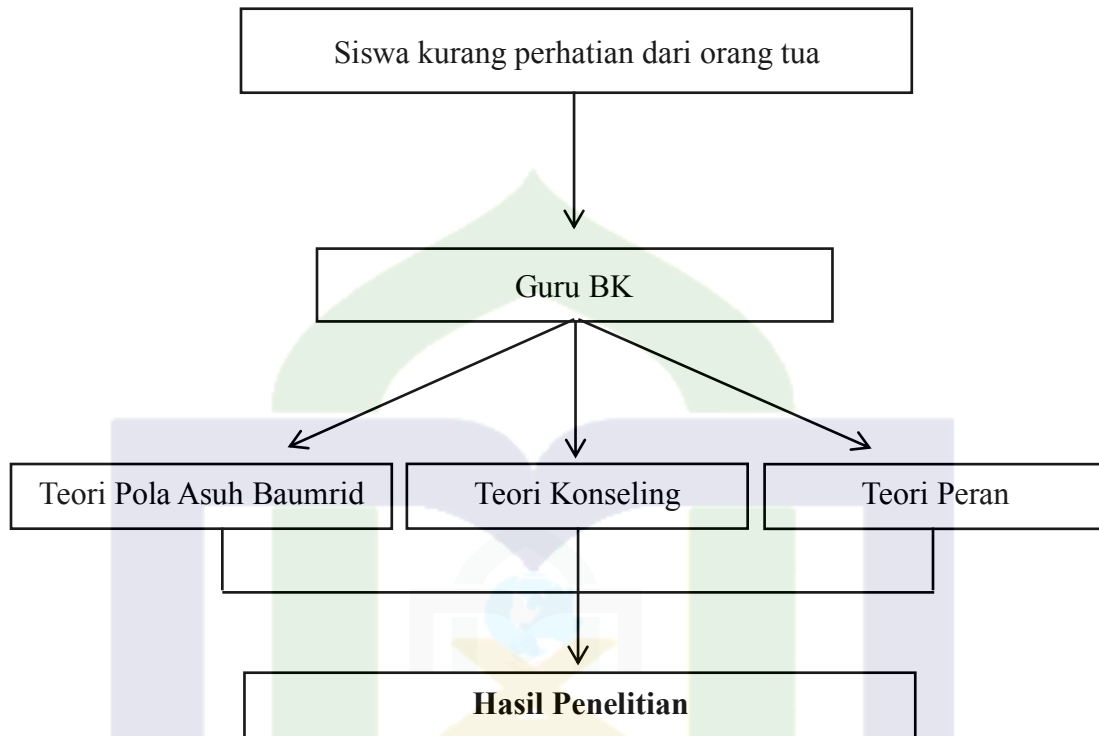 Siswa kurang perhatian dari orang tua
Guru BK
Teori Pola Asuh Baumrid
Teori Konseling
Teori Peran
Hasil Penelitian